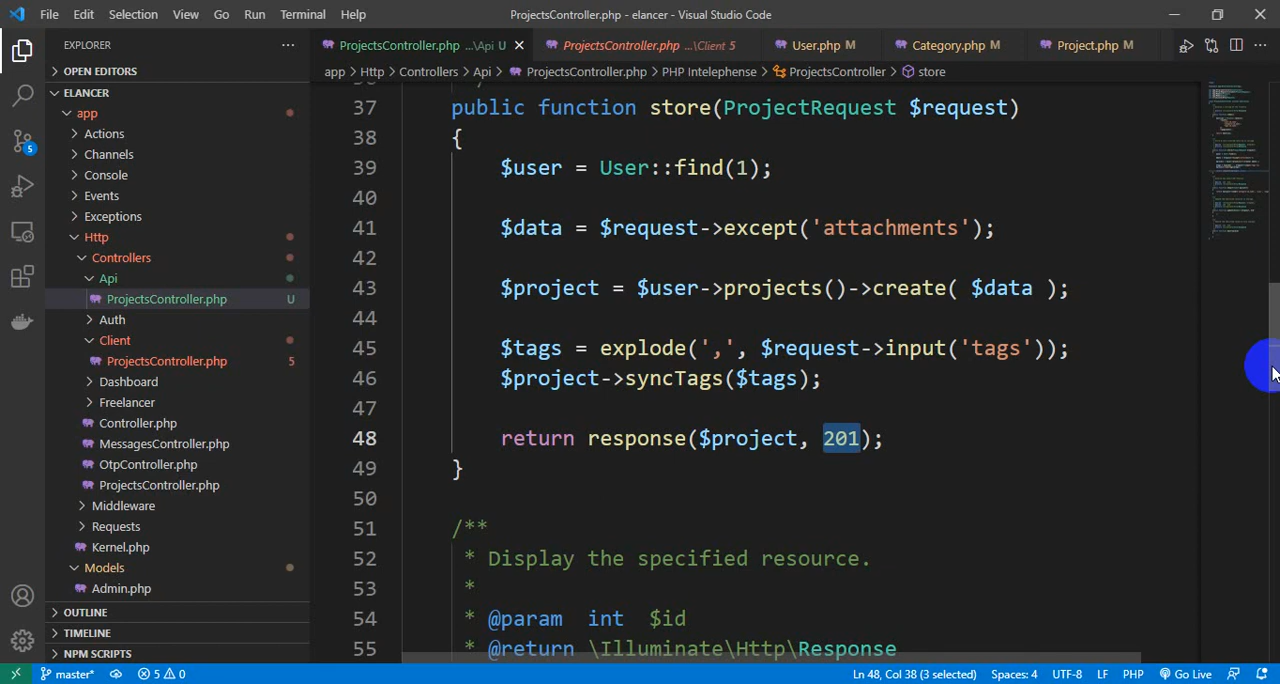 File Edit Selection View Go Run Terminal Help
ProjectsController.php - elancer - Visual Studio Code
EXPLORER
OPEN EDITORS
ELANCER
app
Actions
Channels
Console
Events
Exceptions
Http
Controllers
Api
ProjectsController.php U
Auth
Client
ProjectsController.php 5
Dashboard
Freelancer
Controller.php
MessagesController.php
OtpController.php
ProjectsController.php
Middleware
Requests
Kernel.php
Models
Admin.php
OUTLINE
TIMELINE
NPM SCRIPTS
5
ProjectsController.php ...\Api U
ProjectsController.php ...\Client 5
User.php M
Category.php M
Project.php M
app > Http > Controllers > Api > ProjectsController.php > PHP Intelephense > ProjectsController > store
37 public function store(ProjectRequest $request)
38 {
39 $user = User::find(1);
40
41 $data = $request->except('attachments');
42
43 $project = $user->projects()->create( $data );
44
45 $tags = explode(',', $request->input('tags'));
46 $project->syncTags($tags);
47
48 return response($project, 201);
49 }
50
51 /**
52 * Display the specified resource.
53 *
54 * @param int $id
55 * @return \Illuminate\Http\Response
master* 5 0 Ln 48, Col 38 (3 selected) Spaces: 4 UTF-8 LF PHP Go Live